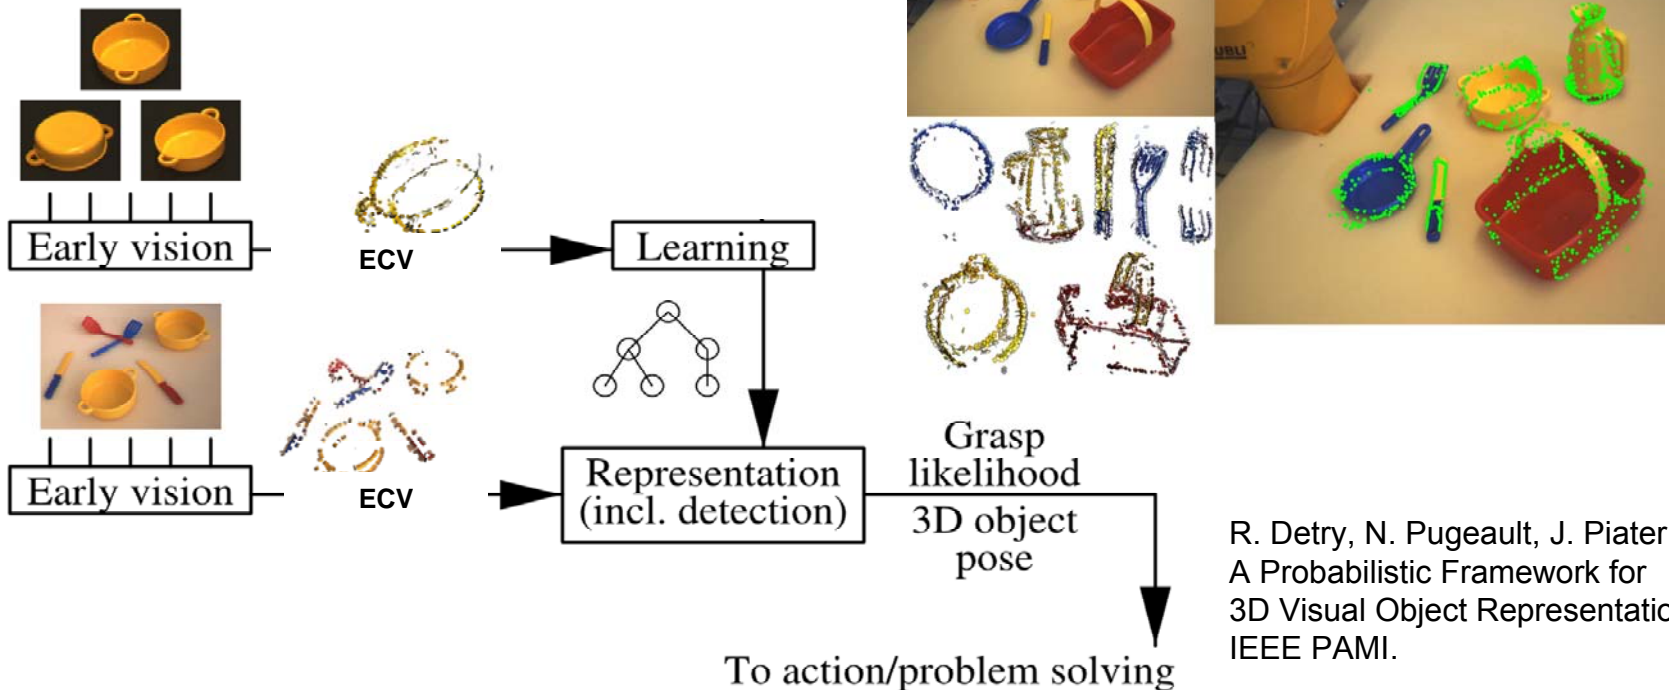 Early vision
ECV
Learning
Early vision
ECV
Representation
(incl. detection)
Grasp
likelihood
3D object
pose
To action/problem solving
UBLI
R. Detry, N. Pugeault, J. Piater
A Probabilistic Framework for
3D Visual Object Representatio
IEEE PAMI.